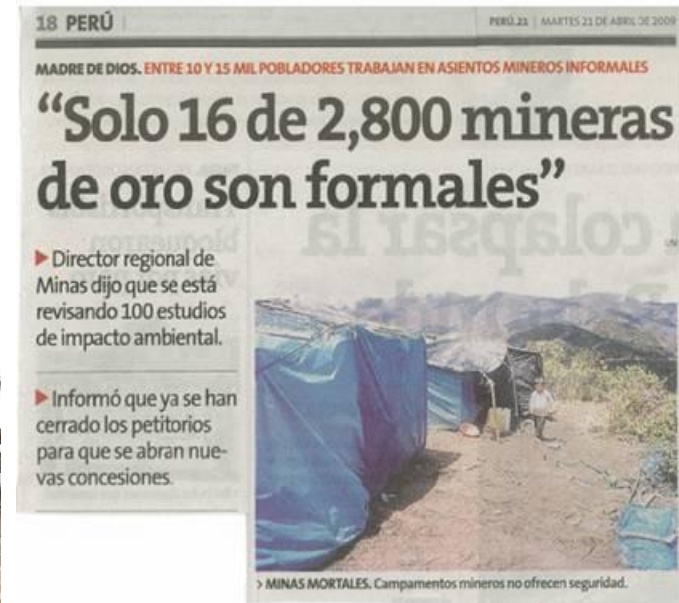 18 PERÚ
PERÚ.21 | MARTES 21 DE ABRIL DE 2009
MADRE DE DIOS. ENTRE 10 Y 15 MIL POBLADORES TRABAJAN EN ASIENTOS MINEROS INFORMALES
“Solo 16 de 2,800 mineras
de oro son formales”
Director regional de
Minas dijo que se está
revisando 100 estudios
de impacto ambiental.
Informó que ya se han
cerrado los petitorios
para que se abran nue-
vas concesiones.
> MINAS MORTALES. Campamentos mineros no ofrecen seguridad.